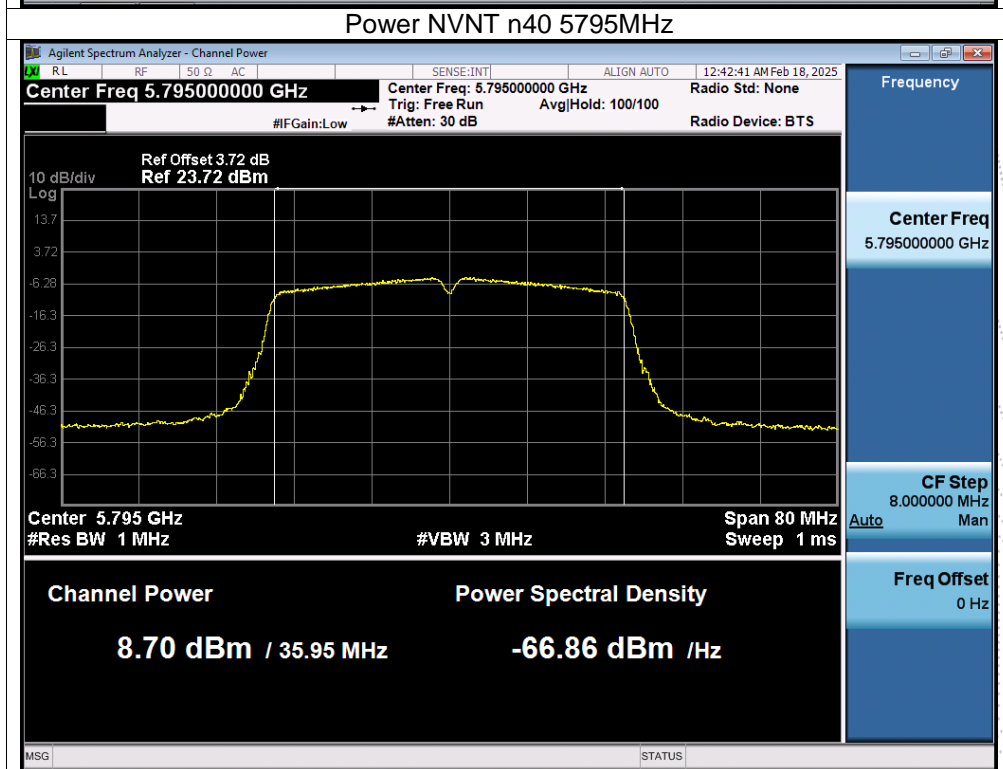 Power NVNT n40 5795MHz
Agilent Spectrum Analyzer - Channel Power
LXI RL RF 50 Ω AC SENSE:INT ALIGN AUTO 12:42:41 AM Feb 18, 2025
Center Freq 5.795000000 GHz
Center Freq: 5.795000000 GHz Radio Std: None
Trig: Free Run Avg|Hold: 100/100
#IFGain:Low #Atten: 30 dB Radio Device: BTS
Frequency
Ref Offset 3.72 dB
10 dB/div Ref 23.72 dBm
Log
13.7
3.72
-6.28
-16.3
-26.3
-36.3
-46.3
-56.3
-66.3
Center Freq
5.795000000 GHz
CF Step
8.000000 MHz
Auto Man
Freq Offset
0 Hz
Center 5.795 GHz Span 80 MHz
#Res BW 1 MHz #VBW 3 MHz Sweep 1 ms
Channel Power Power Spectral Density
8.70 dBm / 35.95 MHz -66.86 dBm /Hz
MSG STATUS